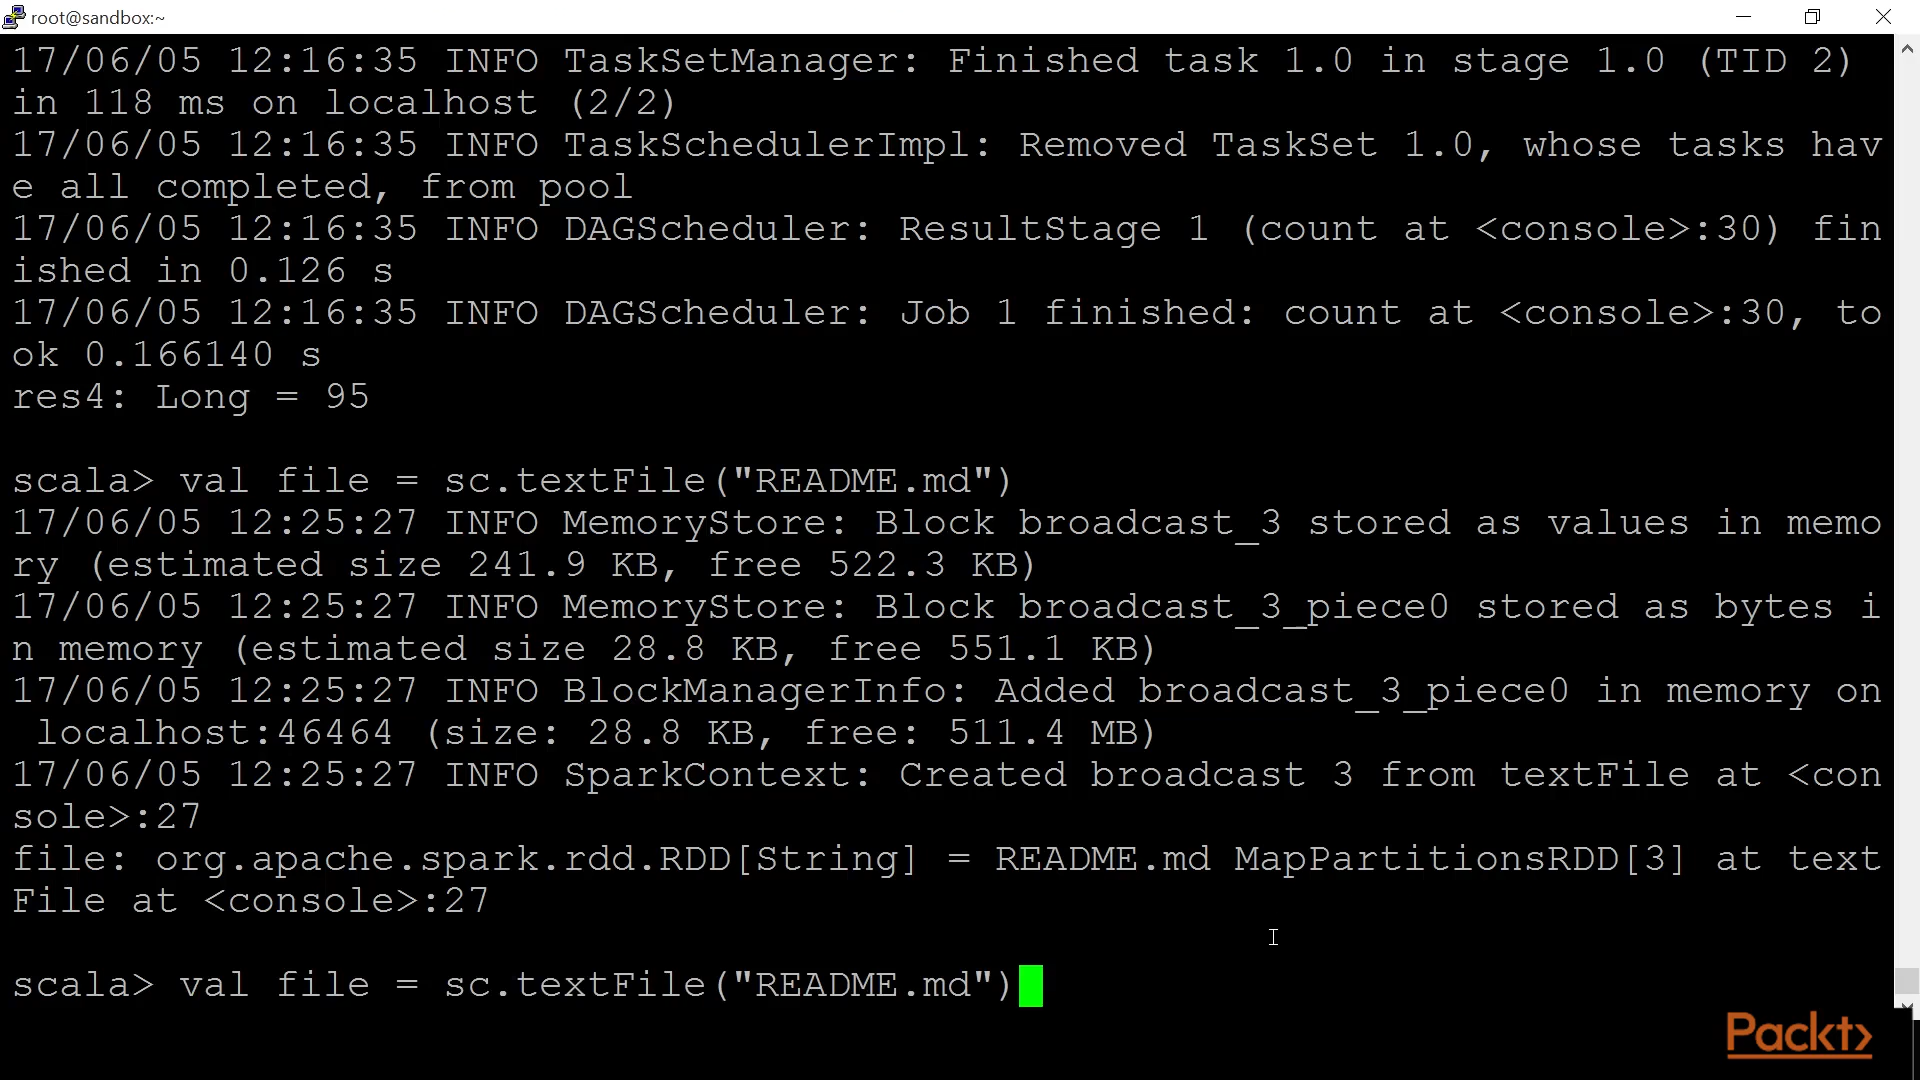 root@sandbox:~
17/06/05 12:16:35 INFO TaskSetManager: Finished task 1.0 in stage 1.0 (TID 2)
in 118 ms on localhost (2/2)
17/06/05 12:16:35 INFO TaskSchedulerImpl: Removed TaskSet 1.0, whose tasks hav
e all completed, from pool
17/06/05 12:16:35 INFO DAGScheduler: ResultStage 1 (count at <console>:30) fin
ished in 0.126 s
17/06/05 12:16:35 INFO DAGScheduler: Job 1 finished: count at <console>:30, to
ok 0.166140 s
res4: Long = 95
scala> val file = sc.textFile("README.md")
17/06/05 12:25:27 INFO MemoryStore: Block broadcast_3 stored as values in memo
ry (estimated size 241.9 KB, free 522.3 KB)
17/06/05 12:25:27 INFO MemoryStore: Block broadcast_3_piece0 stored as bytes i
n memory (estimated size 28.8 KB, free 551.1 KB)
17/06/05 12:25:27 INFO BlockManagerInfo: Added broadcast_3_piece0 in memory on
 localhost:46464 (size: 28.8 KB, free: 511.4 MB)
17/06/05 12:25:27 INFO SparkContext: Created broadcast 3 from textFile at <con
sole>:27
file: org.apache.spark.rdd.RDD[String] = README.md MapPartitionsRDD[3] at text
File at <console>:27
scala> val file = sc.textFile("README.md")
Packt>